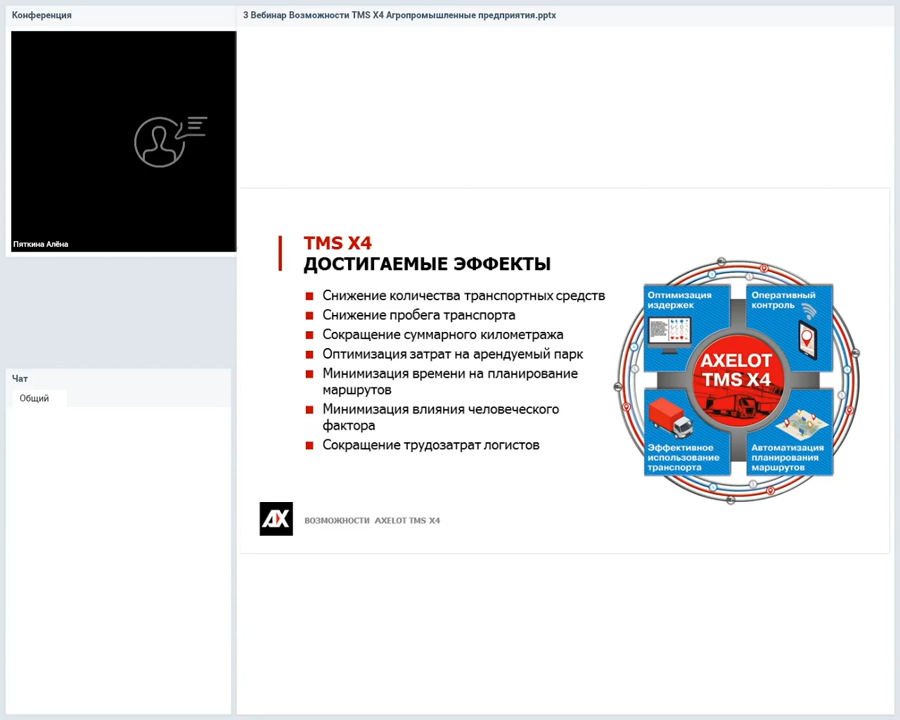 Конференция
3 Вебинар Возможности TMS X4 Агропромышленные предприятия.pptx
Пяткина Алёна
Чат
Общий
TMS X4
ДОСТИГАЕМЫЕ ЭФФЕКТЫ
Снижение количества транспортных средств
Снижение пробега транспорта
Сокращение суммарного километража
Оптимизация затрат на арендуемый парк
Минимизация времени на планирование
маршрутов
Минимизация влияния человеческого
фактора
Сокращение трудозатрат логистов
Оптимизация
издержек
Оперативный
контроль
AXELOT
TMS X4
Эффективное
использование
транспорта
Автоматизация
планирования
маршрутов
AX
ВОЗМОЖНОСТИ AXELOT TMS X4